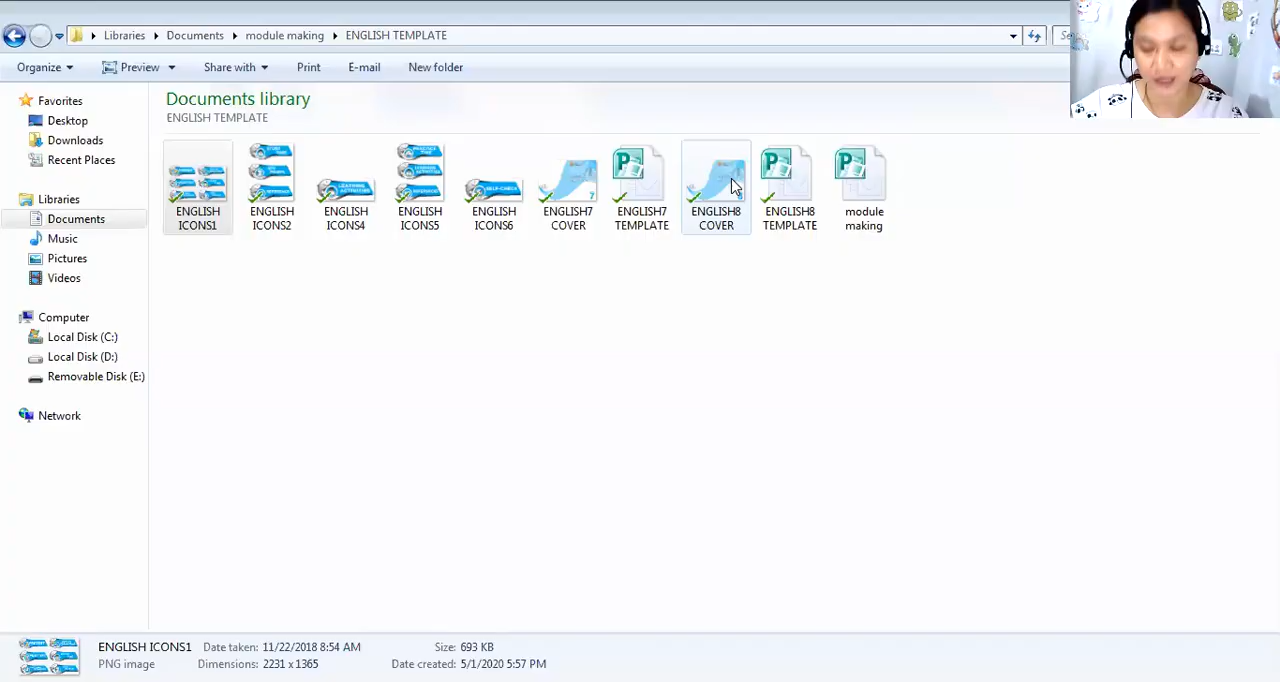 Libraries Documents module making ENGLISH TEMPLATE
Organize Preview Share with Print E-mail New folder
Favorites
Desktop
Downloads
Recent Places
Libraries
Documents
Music
Pictures
Videos
Computer
Local Disk (C:)
Local Disk (D:)
Removable Disk (E:)
Network
Documents library
ENGLISH TEMPLATE
ENGLISH
ICONS1
ENGLISH
ICONS2
ENGLISH
ICONS4
ENGLISH
ICONS5
ENGLISH
ICONS6
ENGLISH7
COVER
ENGLISH7
TEMPLATE
ENGLISH8
COVER
ENGLISH8
TEMPLATE
module
making
ENGLISH ICONS1 Date taken: 11/22/2018 8:54 AM Size: 693 KB
PNG image Dimensions: 2231 x 1365 Date created: 5/1/2020 5:57 PM